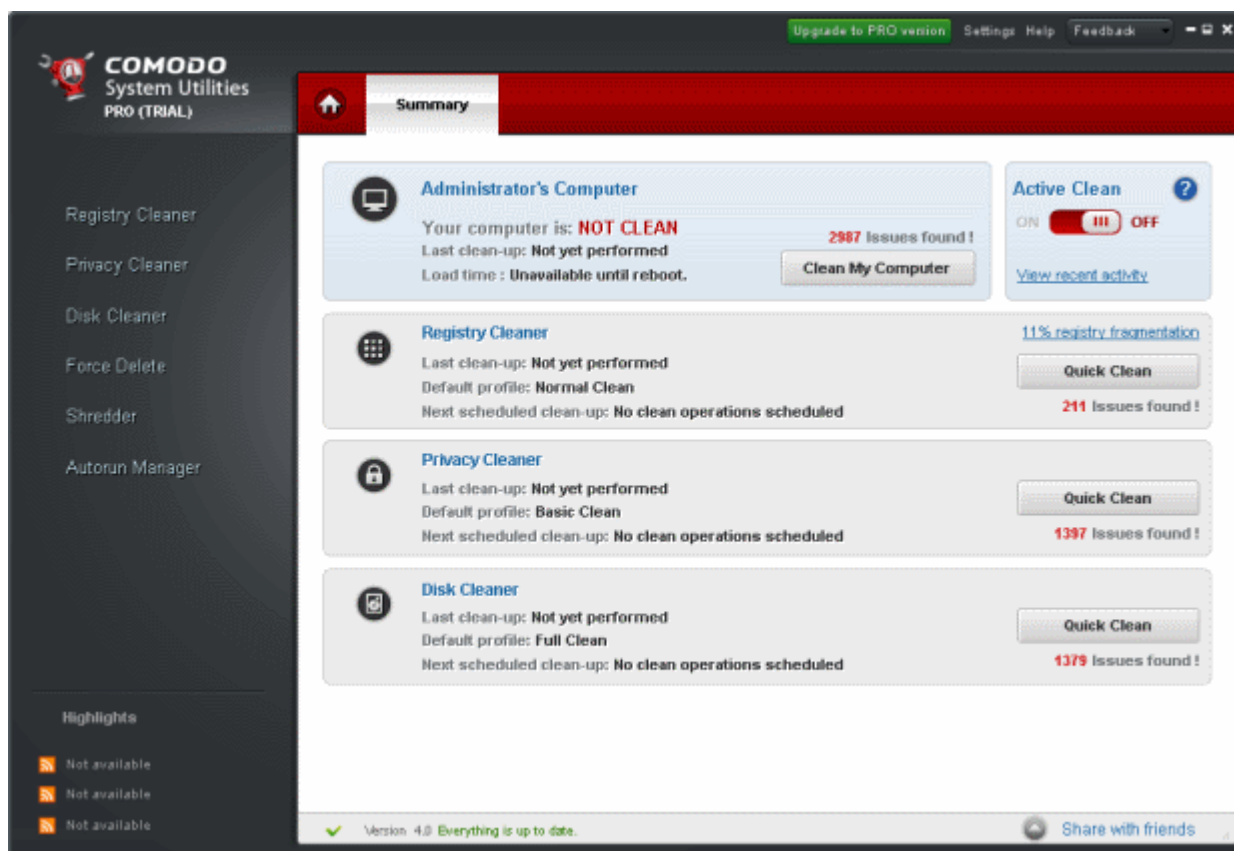 Upgrade to PRO version Settings Help Feedback
COMODO
System Utilities
PRO (TRIAL)
Summary
Registry Cleaner
Privacy Cleaner
Disk Cleaner
Force Delete
Shredder
Autorun Manager
Administrator's Computer
Your computer is: NOT CLEAN
Last clean-up: Not yet performed
Load time : Unavailable until reboot.
2987 Issues found !
Clean My Computer
Active Clean ?
ON OFF
View recent activity
Registry Cleaner
Last clean-up: Not yet performed
Default profile: Normal Clean
Next scheduled clean-up: No clean operations scheduled
11% registry fragmentation
Quick Clean
211 Issues found !
Privacy Cleaner
Last clean-up: Not yet performed
Default profile: Basic Clean
Next scheduled clean-up: No clean operations scheduled
Quick Clean
1397 Issues found !
Disk Cleaner
Last clean-up: Not yet performed
Default profile: Full Clean
Next scheduled clean-up: No clean operations scheduled
Quick Clean
1379 Issues found !
Highlights
Not available
Not available
Not available
Version 4.0 Everything is up to date.
Share with friends